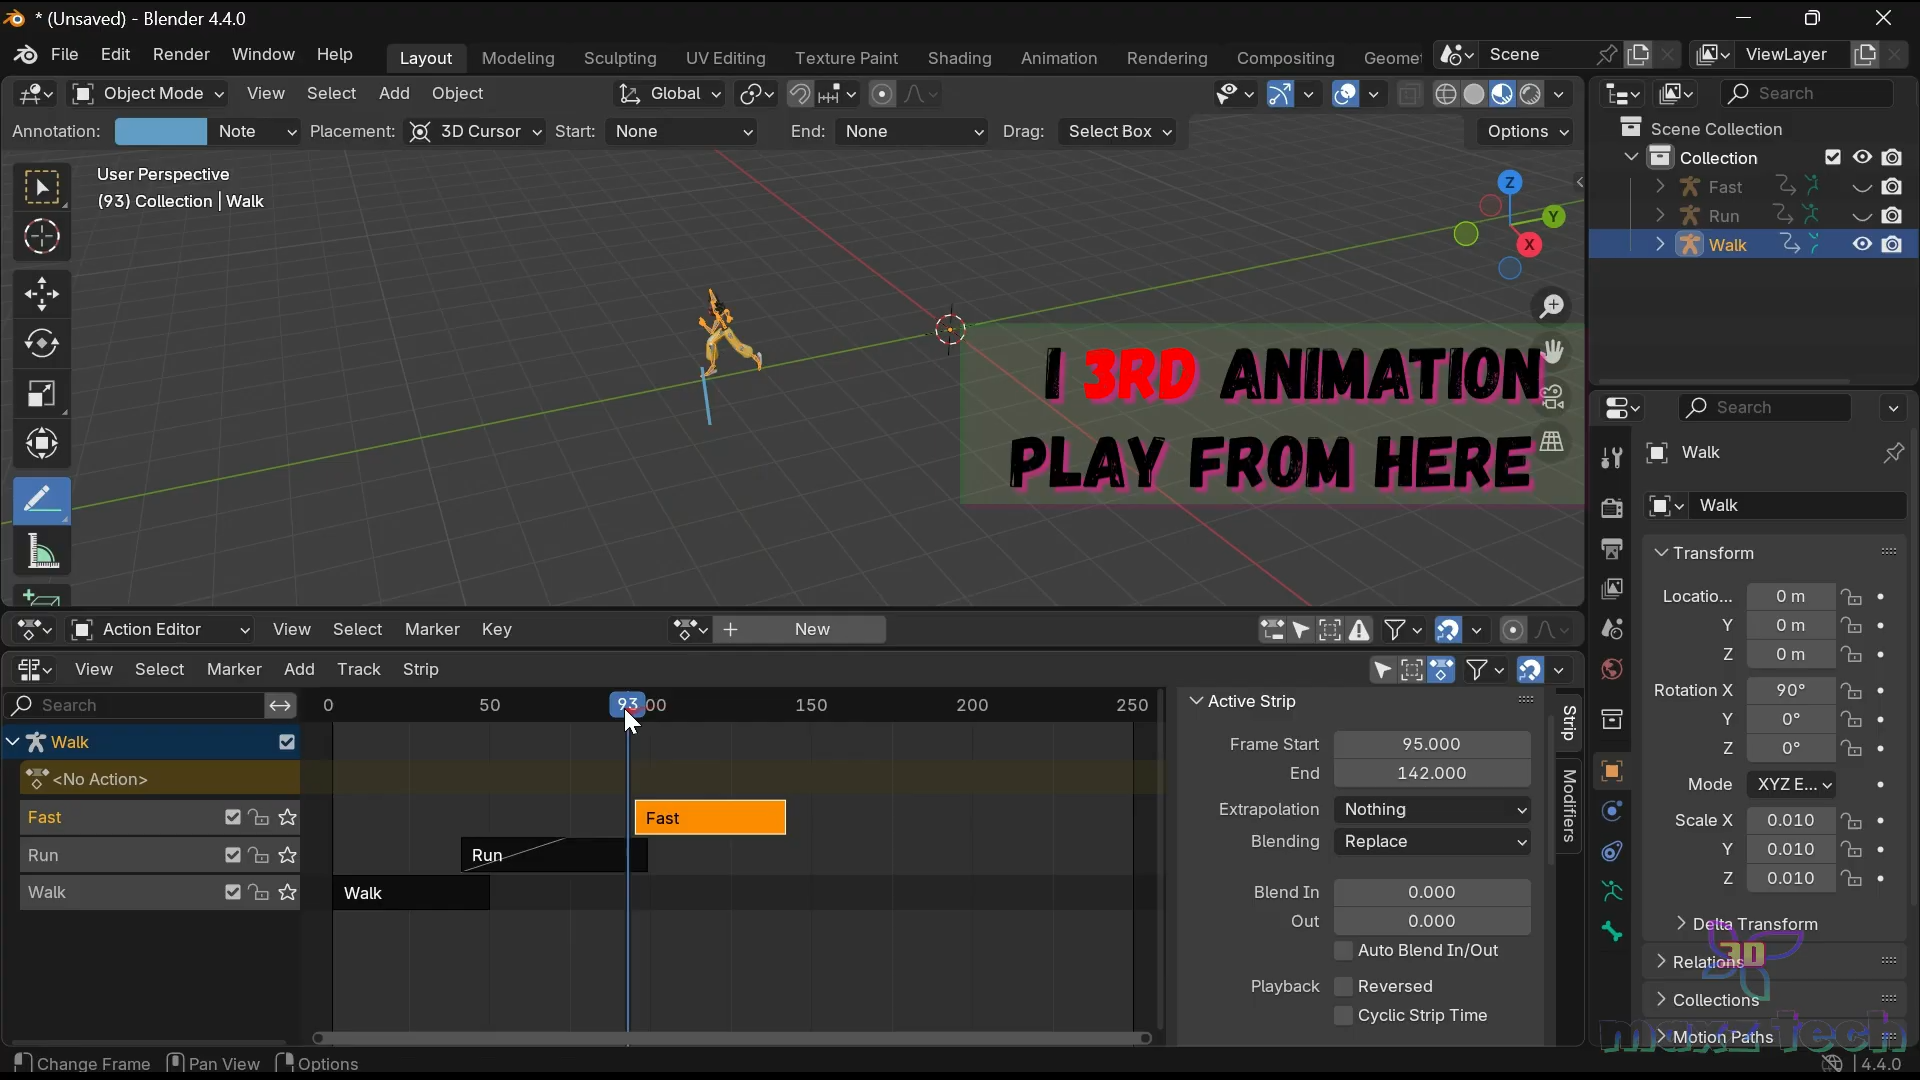 * (Unsaved) - Blender 4.4.0
File Edit Render Window Help Layout Modeling Sculpting UV Editing Texture Paint Shading Animation Rendering Compositing Geomet Scene ViewLayer
Object Mode View Select Add Object Global Search
Annotation: Note Placement: 3D Cursor Start: None End: None Drag: Select Box Options
Scene Collection
Collection
Fast
Run
Walk
User Perspective
(93) Collection | Walk
Z
Y
X
I 3RD ANIMATION
PLAY FROM HERE
Search
Walk
Walk
Transform
Locatio... 0 m
Y 0 m
Z 0 m
Rotation X 90°
Y 0°
Z 0°
Mode XYZ E...
Scale X 0.010
Y 0.010
Z 0.010
Delta Transform
Relations
Collections
Motion Paths
Action Editor View Select Marker Key New
View Select Marker Add Track Strip
Search 0 50 93 00 150 200 250
Walk
<No Action>
Fast Fast
Run Run
Walk Walk
Active Strip
Frame Start 95.000
End 142.000
Extrapolation Nothing
Blending Replace
Blend In 0.000
Out 0.000
Auto Blend In/Out
Playback Reversed
Cyclic Strip Time
Strip
Modifiers
3D
maxz tech
Change Frame Pan View Options 4.4.0